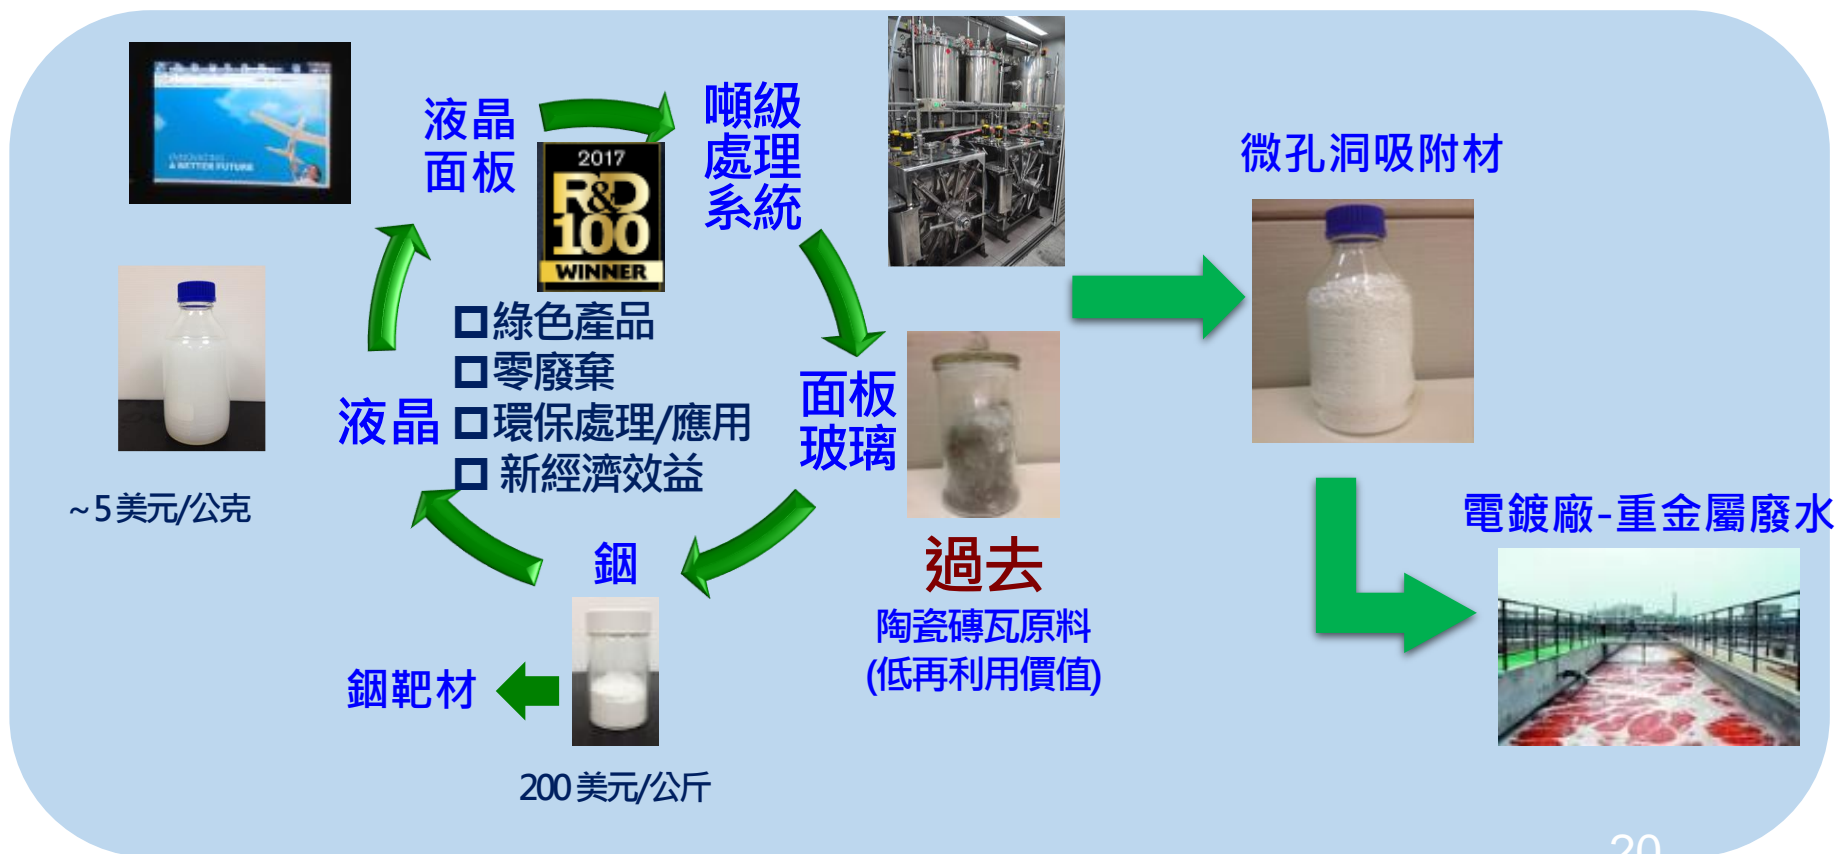 INNOVATING
A BETTER FUTURE
液晶
面板
2017
R&D
100
WINNER
噸級
處理
系統
微孔洞吸附材
綠色產品
零廢棄
環保處理/應用
新經濟效益
液晶
~5美元/公克
面板
玻璃
銦
過去
陶瓷磚瓦原料
(低再利用價值)
電鍍廠-重金屬廢水
銦靶材
200美元/公斤
20